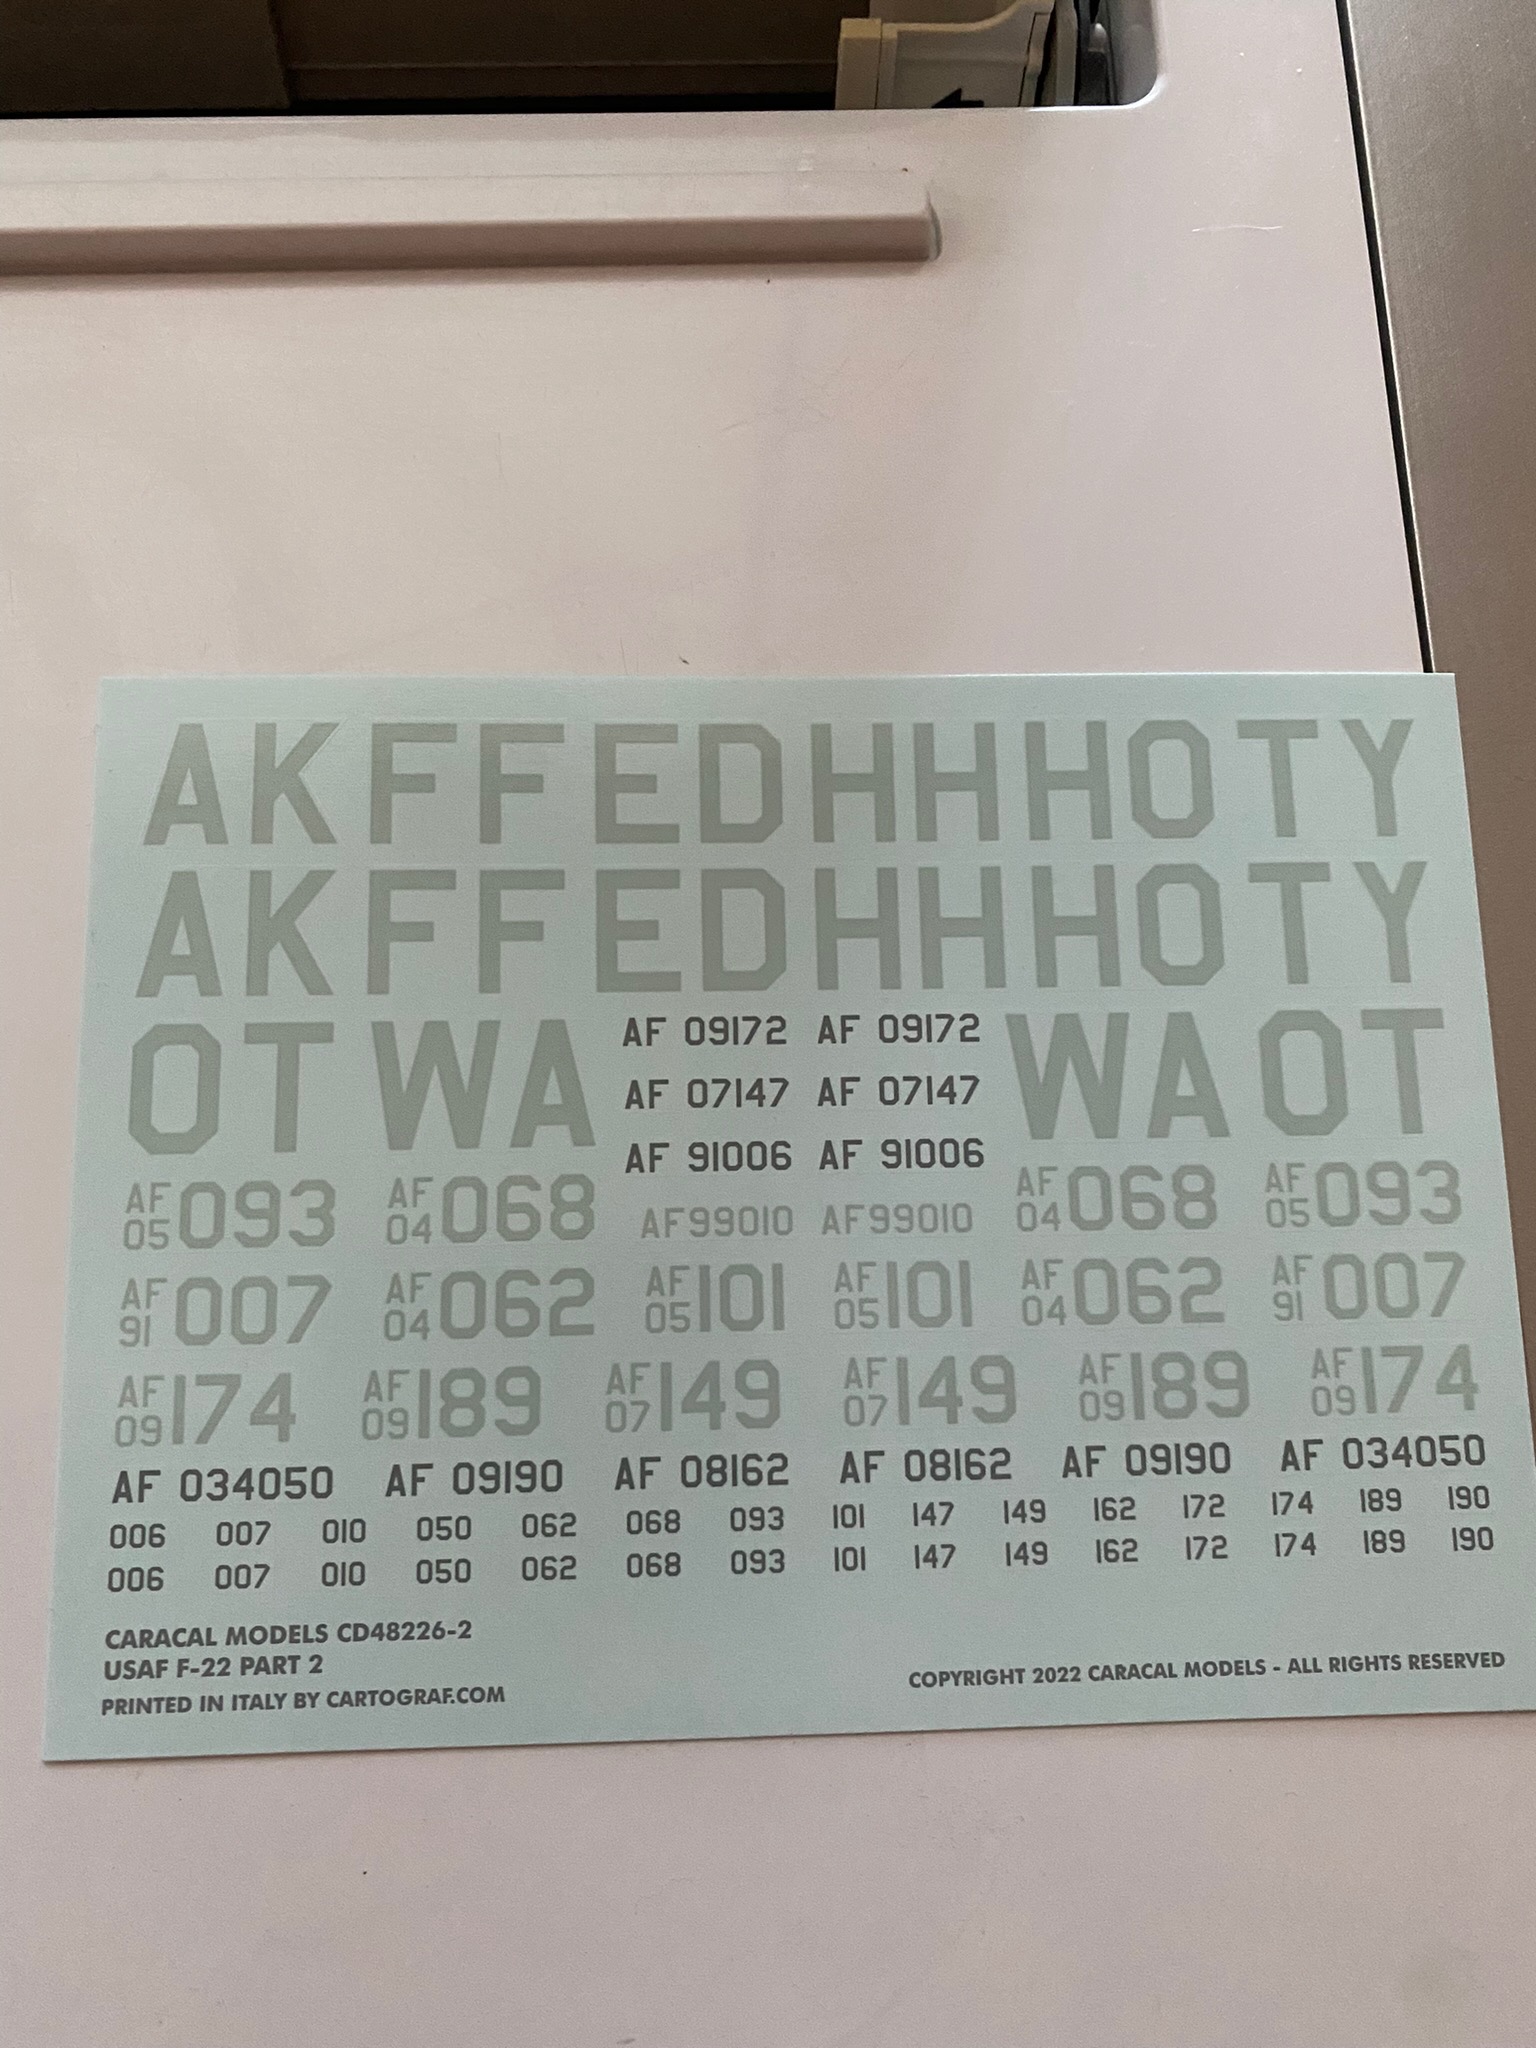 AKFFEDHHHOTY
AKFFEDHHHOTY
OT WA AF 09172 AF 09172 WA OT
AF 07147 AF 07147
AF 91006 AF 91006
AF 05 093 AF 04 068 AF99010 AF99010 AF 04 068 AF 05 093
AF 91 007 AF 04 062 AF 05 101 AF 05 101 AF 04 062 AF 91 007
AF 09 174 AF 09 189 AF 07 149 AF 07 149 AF 09 189 AF 09 174
AF 034050 AF 09190 AF 08162 AF 08162 AF 09190 AF 034050
006 007 010 050 062 068 093 101 147 149 162 172 174 189 190
006 007 010 050 062 068 093 101 147 149 162 172 174 189 190
CARACAL MODELS CD48226-2
USAF F-22 PART 2
PRINTED IN ITALY BY CARTOGRAF.COM
COPYRIGHT 2022 CARACAL MODELS - ALL RIGHTS RESERVED